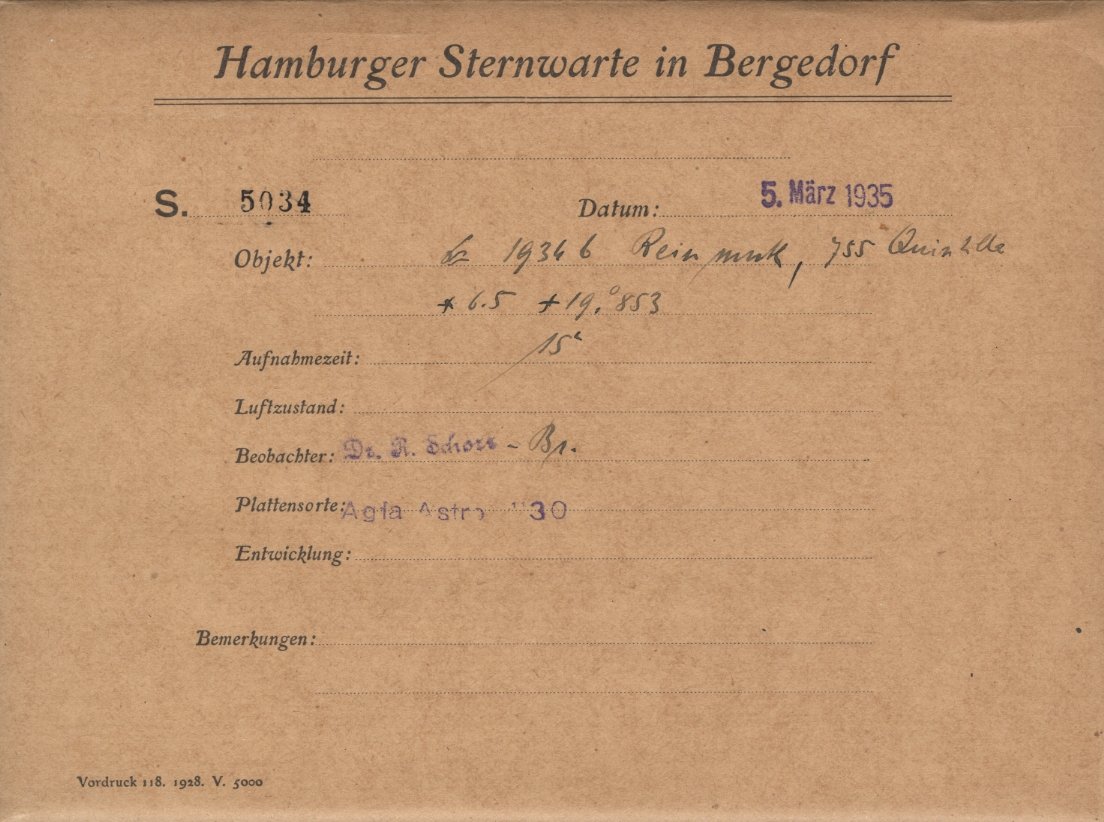 Hamburger Sternwarte in Bergedorf
S. 5034 Datum: 5. März 1935
Objekt: 1934 b Reinmuth, 755 Quintilla
* 6.5 +19.°853
Aufnahmezeit: 15
Luftzustand:
Beobachter: Dr. R. Schorr - Br.
Plattensorte: Agfa Astro 30
Entwicklung:
Bemerkungen:
Vordruck 118. 1928. V. 5000